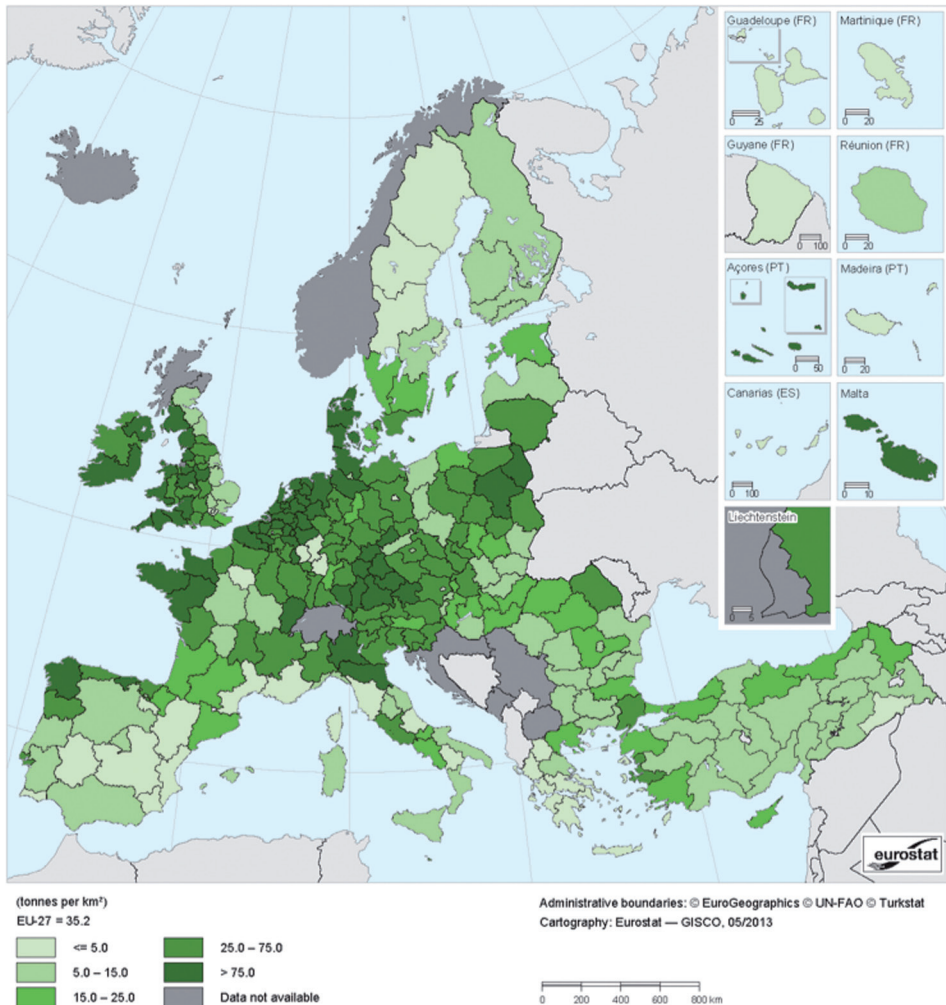 Guadeloupe (FR)
Martinique (FR)
0 25
0 20
Guyane (FR)
Réunion (FR)
0 100
0 20
Açores (PT)
Madeira (PT)
0 50
0 20
Canarias (ES)
Malta
0 100
0 10
Liechtenstein
0 5
eurostat
(tonnes per km²)
EU-27 = 35.2
<= 5.0
5.0 – 15.0
15.0 – 25.0
25.0 – 75.0
> 75.0
Data not available
Administrative boundaries: © EuroGeographics © UN-FAO © Turkstat
Cartography: Eurostat — GISCO, 05/2013
0 200 400 600 800 km